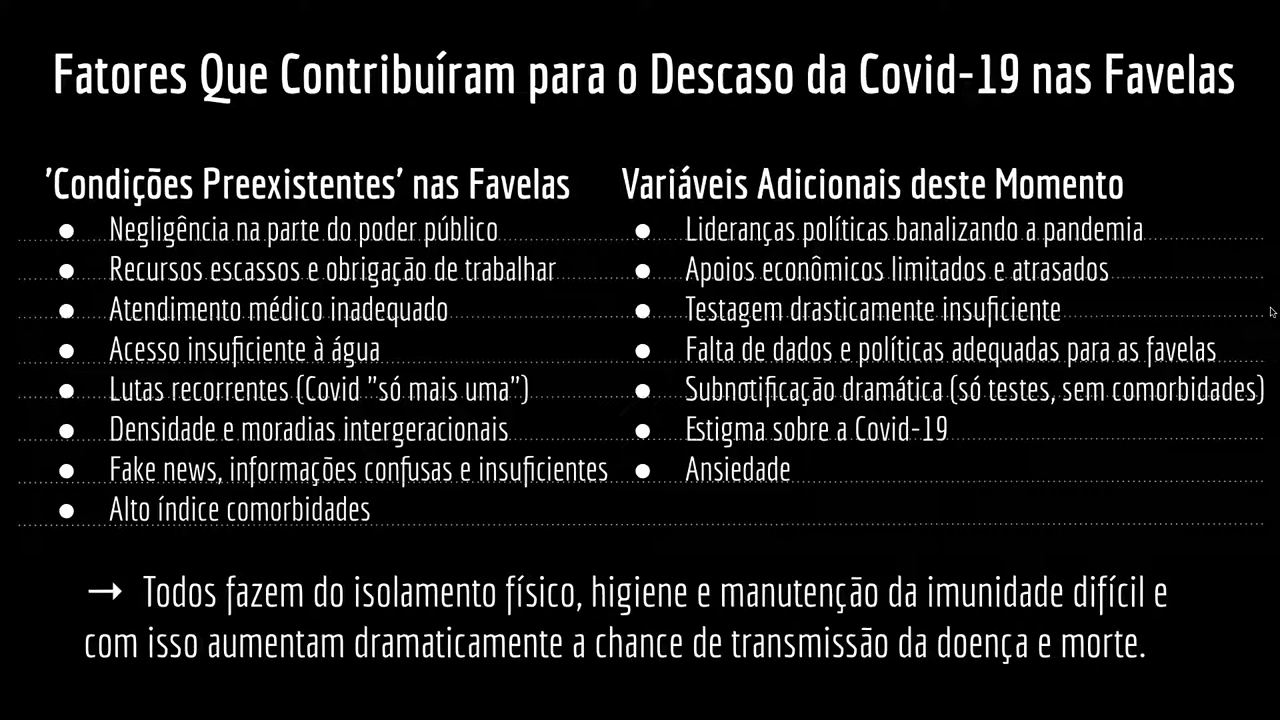 Fatores Que Contribuíram para o Descaso da Covid-19 nas Favelas
'Condições Preexistentes' nas Favelas
● Negligência na parte do poder público
● Recursos escassos e obrigação de trabalhar
● Atendimento médico inadequado
● Acesso insuficiente à água
● Lutas recorrentes (Covid "só mais uma")
● Densidade e moradias intergeracionais
● Fake news, informações confusas e insuficientes
● Alto índice comorbidades
Variáveis Adicionais deste Momento
● Lideranças políticas banalizando a pandemia
● Apoios econômicos limitados e atrasados
● Testagem drasticamente insuficiente
● Falta de dados e políticas adequadas para as favelas
● Subnotificação dramática (só testes, sem comorbidades)
● Estigma sobre a Covid-19
● Ansiedade
→ Todos fazem do isolamento físico, higiene e manutenção da imunidade difícil e
com isso aumentam dramaticamente a chance de transmissão da doença e morte.